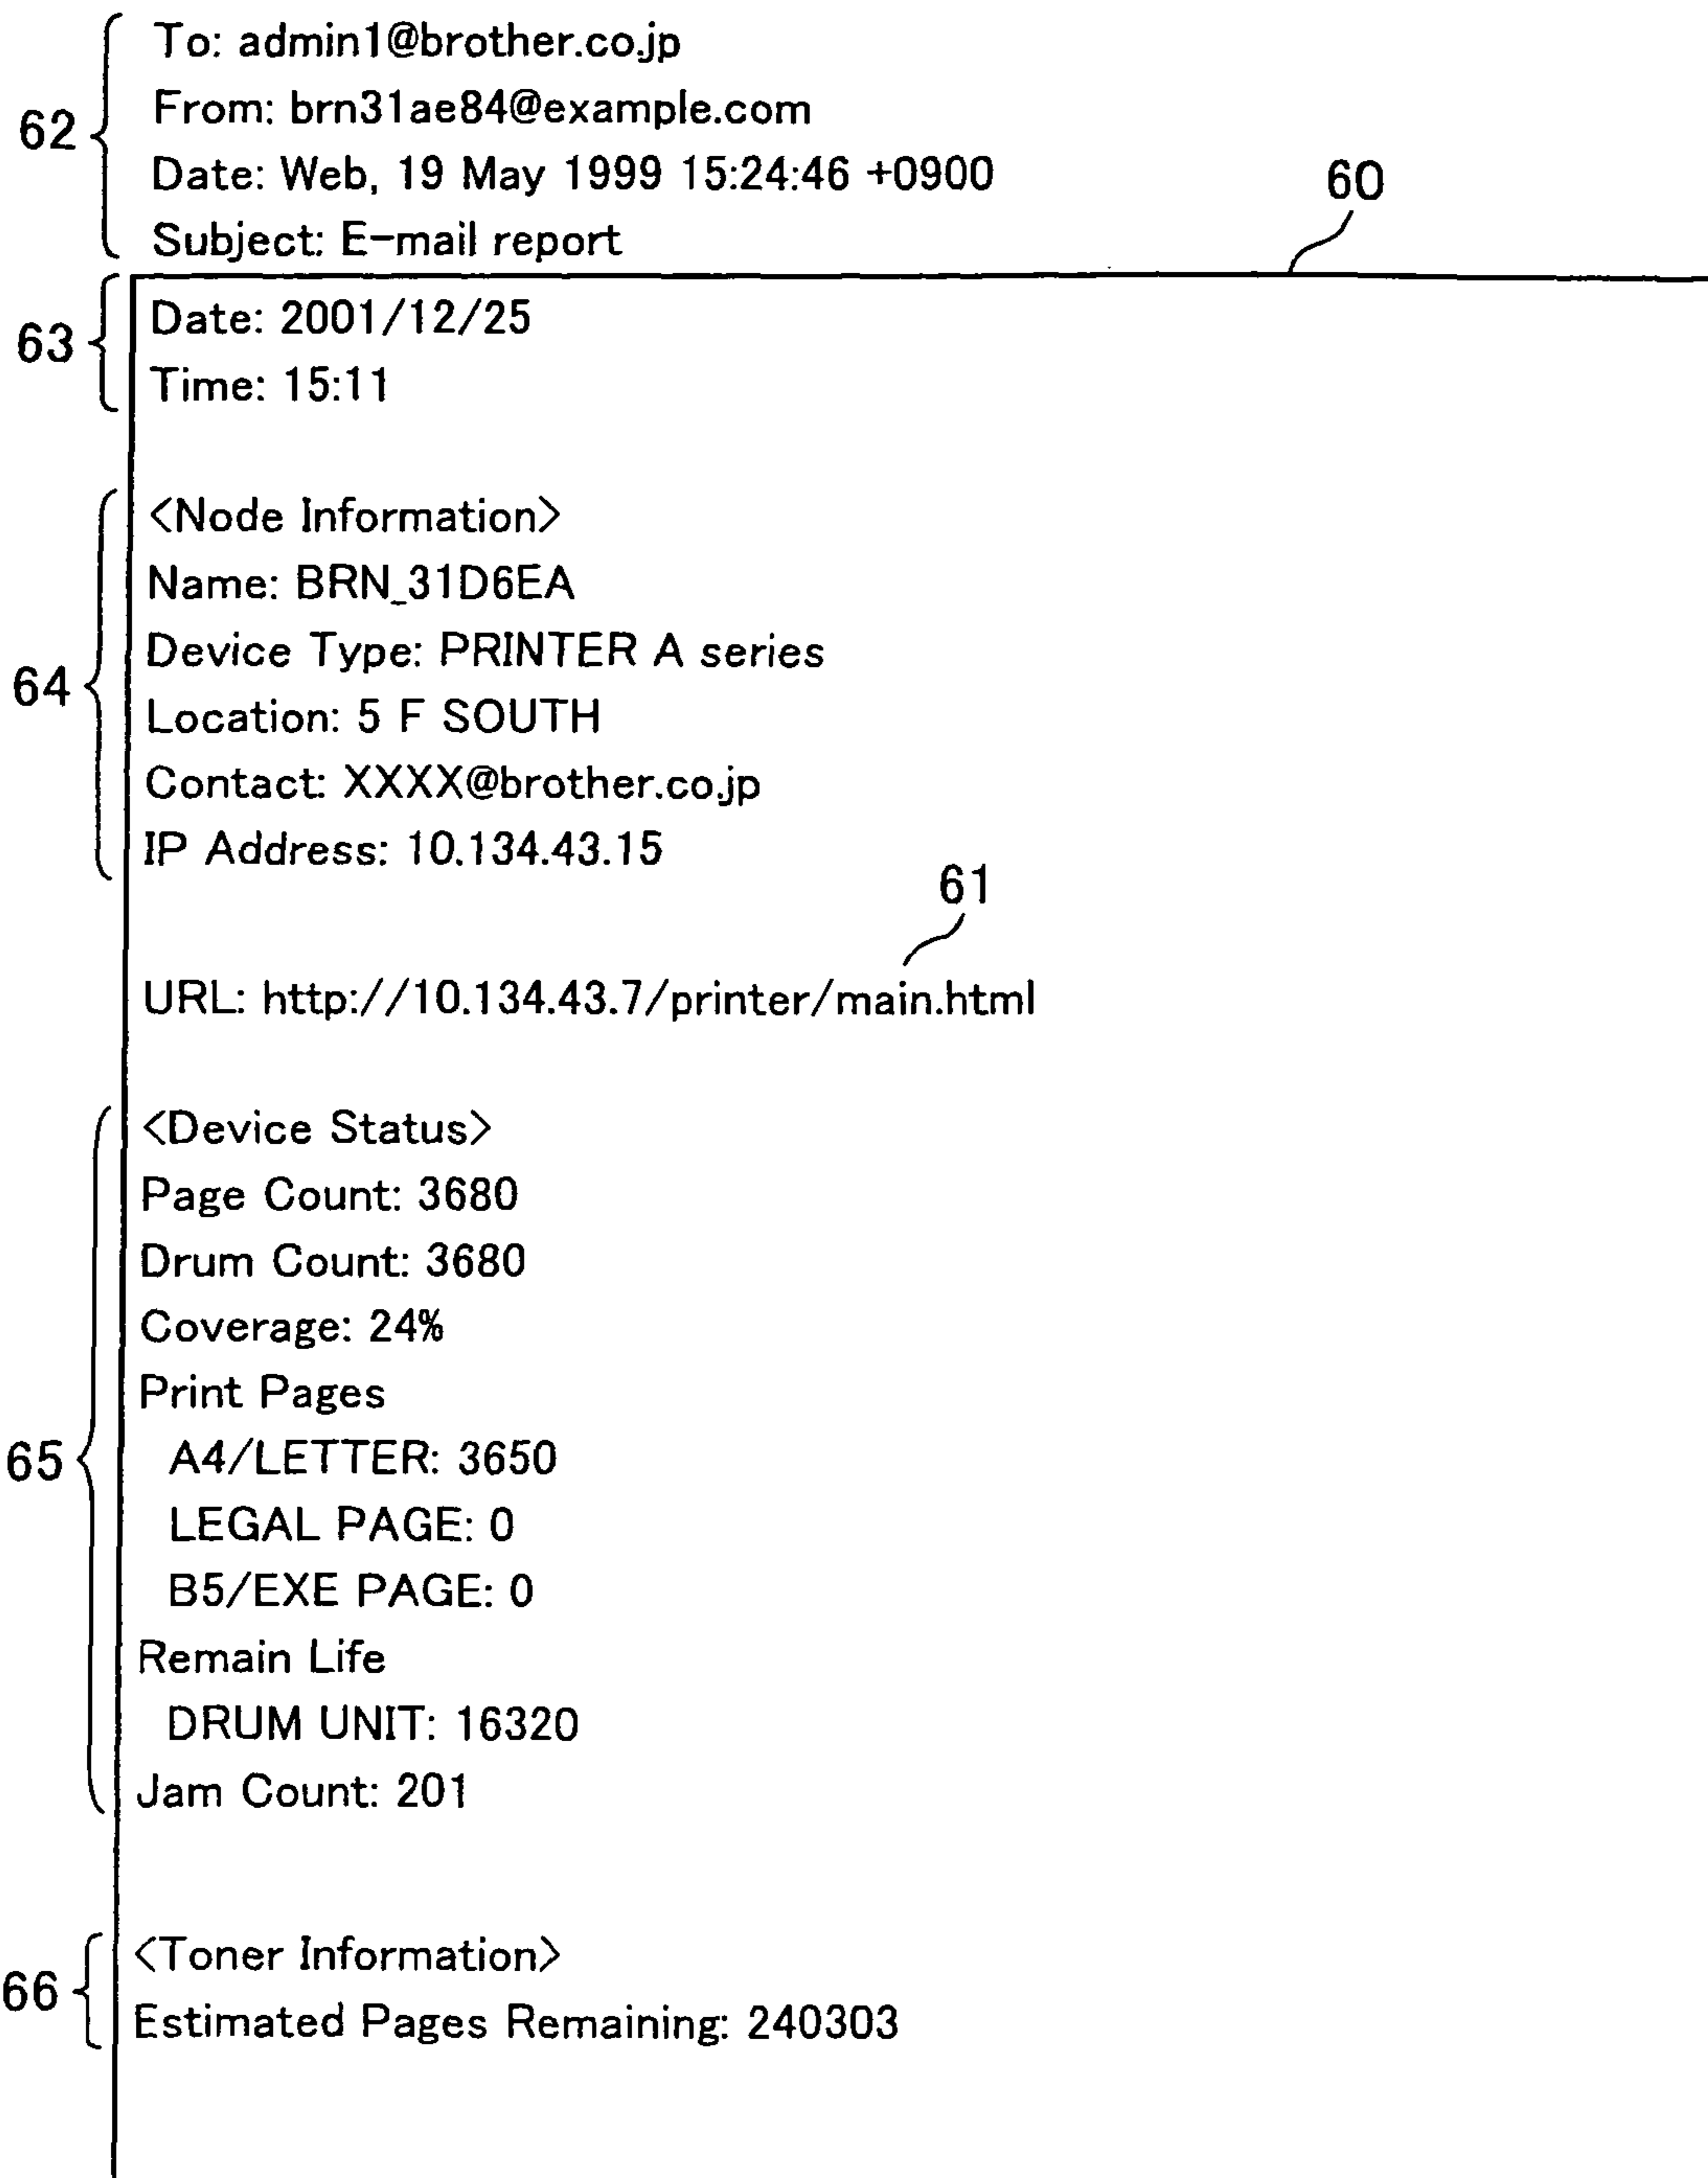 62
To: admin1@brother.co.jp
From: brn31ae84@example.com
Date: Web, 19 May 1999 15:24:46 +0900
Subject: E-mail report
60
63
Date: 2001/12/25
Time: 15:11
64
<Node Information>
Name: BRN_31D6EA
Device Type: PRINTER A series
Location: 5 F SOUTH
Contact: XXXX@brother.co.jp
IP Address: 10.134.43.15
61
URL: http://10.134.43.7/printer/main.html
65
<Device Status>
Page Count: 3680
Drum Count: 3680
Coverage: 24%
Print Pages
A4/LETTER: 3650
LEGAL PAGE: 0
B5/EXE PAGE: 0
Remain Life
DRUM UNIT: 16320
Jam Count: 201
66
<Toner Information>
Estimated Pages Remaining: 240303